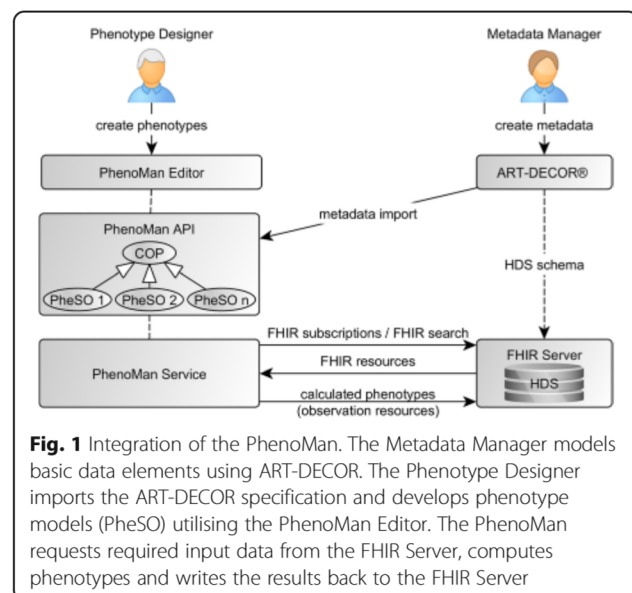 Phenotype Designer
Metadata Manager
create phenotypes
create metadata
PhenoMan Editor
ART-DECOR®
metadata import
PhenoMan API
COP
PheSO 1
PheSO 2
PheSO n
HDS schema
FHIR subscriptions / FHIR search
FHIR resources
calculated phenotypes
(observation resources)
PhenoMan Service
FHIR Server
HDS
Fig. 1 Integration of the PhenoMan. The Metadata Manager models
basic data elements using ART-DECOR. The Phenotype Designer
imports the ART-DECOR specification and develops phenotype
models (PheSO) utilising the PhenoMan Editor. The PhenoMan
requests required input data from the FHIR Server, computes
phenotypes and writes the results back to the FHIR Server